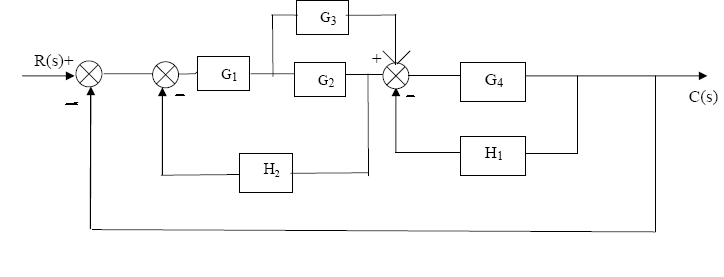 G3
R(s)+
+
G1
G2
G4
C(s)
H1
H2